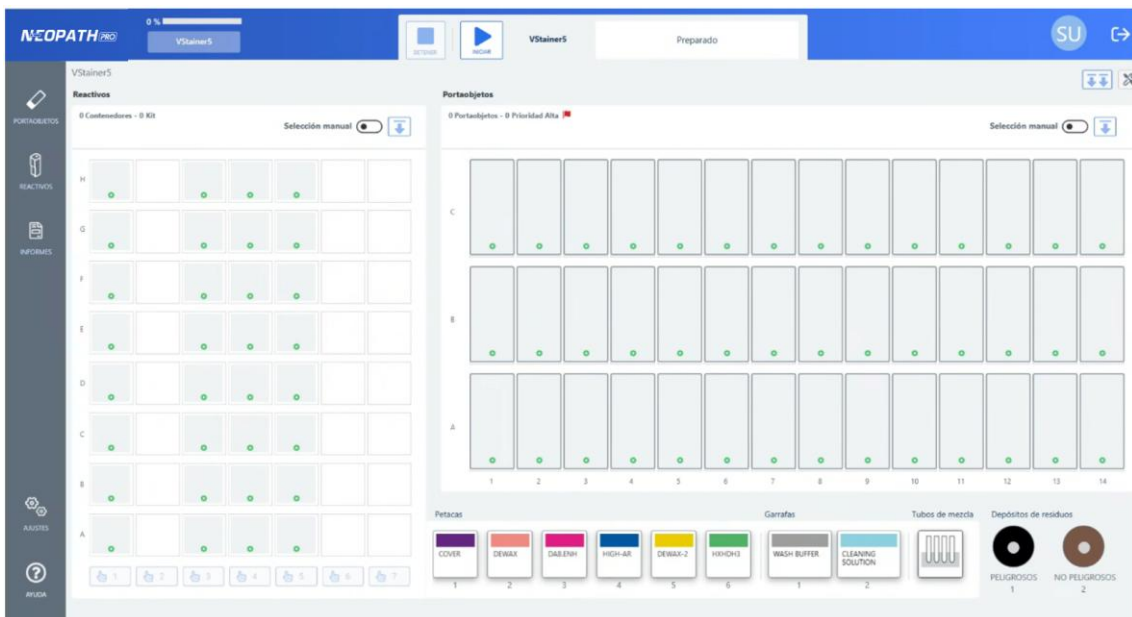 NEOPATH PRO
0 %
VStainer5
DETENER
INICIAR
VStainer5
Preparado
SU
VStainer5
PORTAOBJETOS
REACTIVOS
INFORMES
AJUSTES
AYUDA
Reactivos
0 Contenedores - 0 Kit
Selección manual
H
G
F
E
D
C
B
A
1 2 3 4 5 6 7
Portaobjetos
0 Portaobjetos - 0 Prioridad Alta
Selección manual
C
B
A
1 2 3 4 5 6 7 8 9 10 11 12 13 14
Petacas
COVER DEWAX DAB.ENH HIGH-AR DEWAX-2 HXHDH3
1 2 3 4 5 6
Garrafas
WASH BUFFER
CLEANING
SOLUTION
1 2
Tubos de mezcla
Depósitos de residuos
PELIGROSOS NO PELIGROSOS
1 2